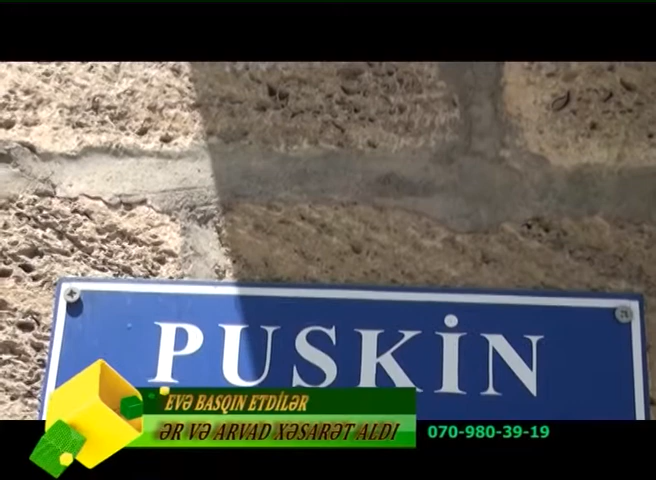 PUSKİN
EVƏ BASQIN ETDİLƏR
ƏR VƏ ARVAD XƏSARƏT ALDI
070-980-39-19